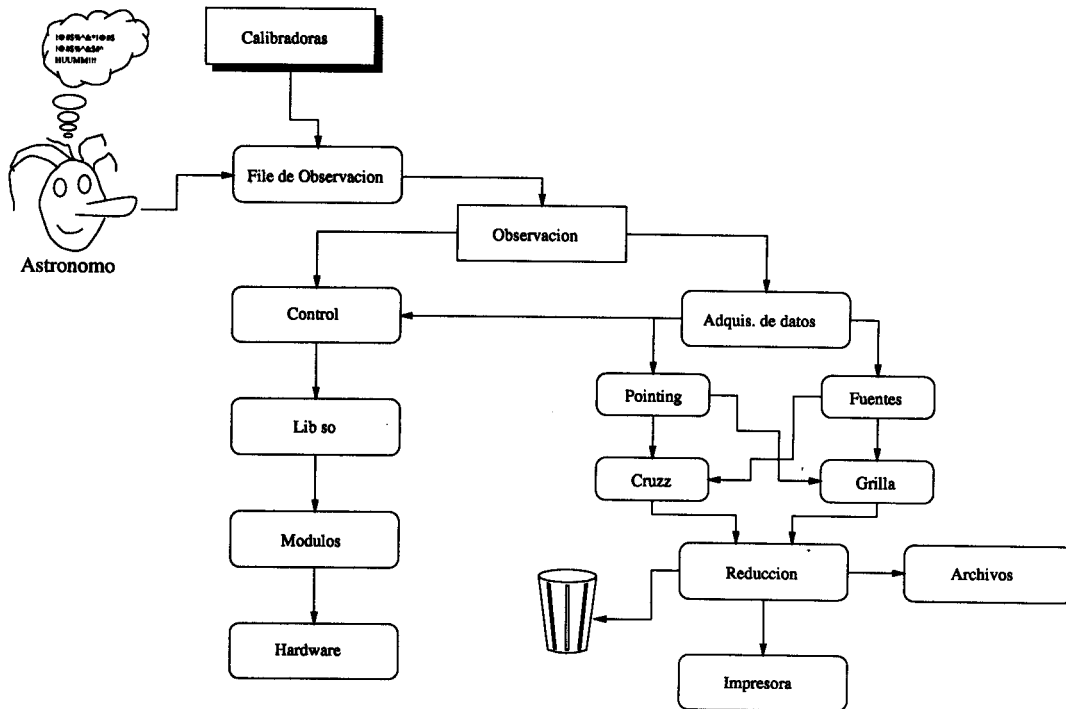 Calibradoras
HUUMM!!!
File de Observacion
Observacion
Astronomo
Control
Adquis. de datos
Pointing
Fuentes
Lib so
Cruzz
Grilla
Modulos
Reduccion
Archivos
Hardware
Impresora